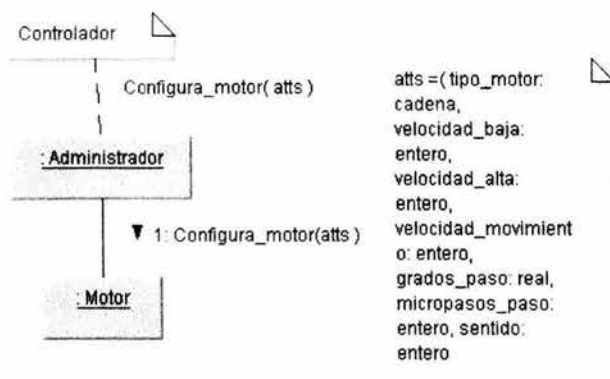 Controlador
Configura_motor( atts )
: Administrador
1: Configura_motor(atts )
: Motor
atts =( tipo_motor:
cadena,
velocidad_baja:
entero,
velocidad_alta:
entero,
velocidad_movimient
o: entero,
grados_paso: real,
micropasos_paso:
entero, sentido:
entero